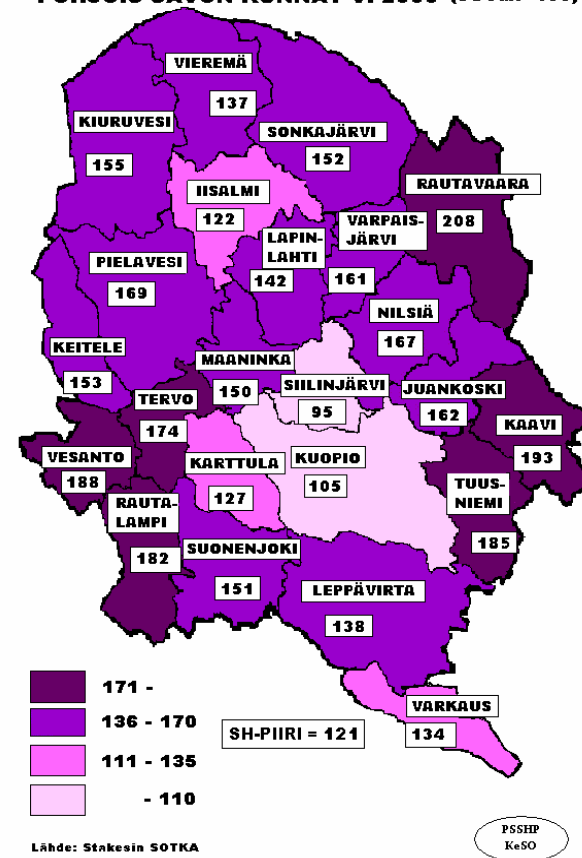 VIEREMÄ
137
KIURUVESI
155
SONKAJÄRVI
152
RAUTAVAARA
208
IISALMI
122
VARPAIS-
JÄRVI
161
LAPIN-
LAHTI
142
PIELAVESI
169
NILSIÄ
167
KEITELE
153
MAANINKA
150
SIILINJÄRVI
95
JUANKOSKI
162
TERVO
174
KAAVI
193
VESANTO
188
KARTTULA
127
KUOPIO
105
TUUS-
NIEMI
185
RAUTA-
LAMPI
182
SUONENJOKI
151
LEPPÄVIRTA
138
VARKAUS
134
171 -
136 - 170
111 - 135
- 110
SH-PIIRI = 121
Lähde: Stakesin SOTKA
PSSHP
KeSO